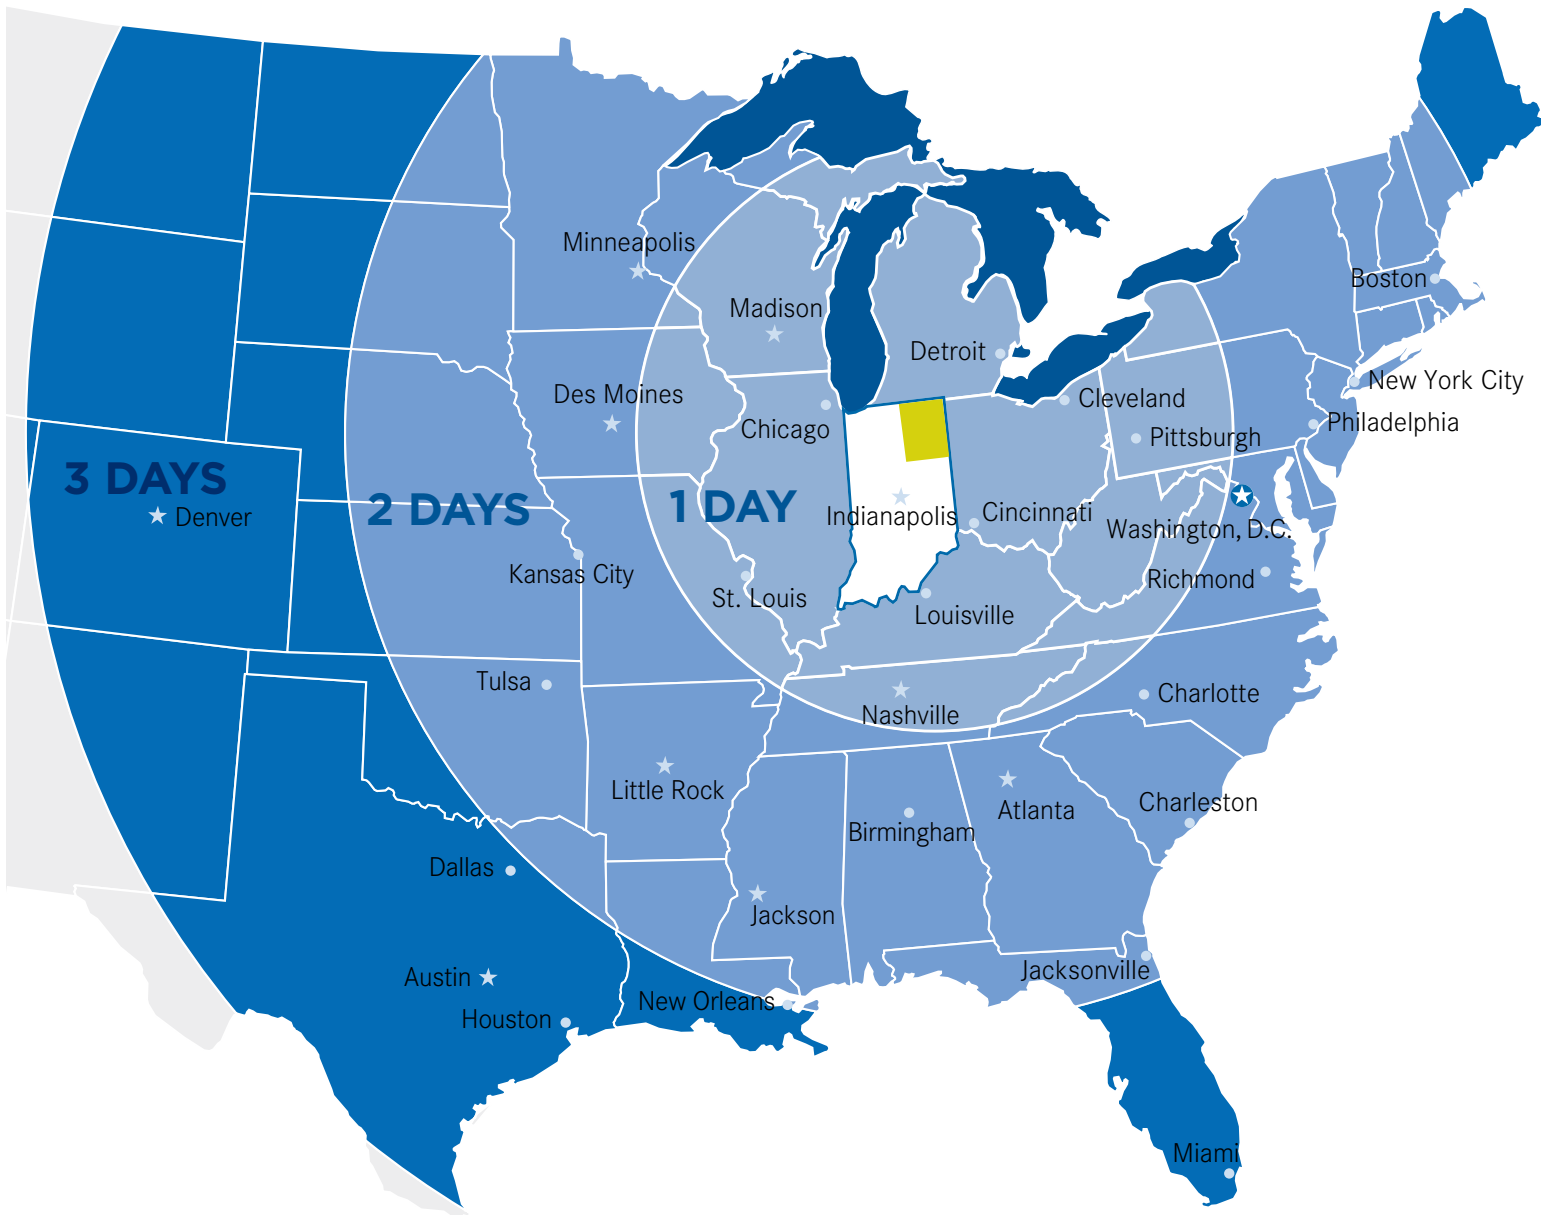 Minneapolis
Boston
Madison
Detroit
New York City
Des Moines
Cleveland
Chicago
Philadelphia
Pittsburgh
3 DAYS
2 DAYS
1 DAY
Denver
Indianapolis
Cincinnati
Washington, D.C.
Kansas City
Richmond
St. Louis
Louisville
Tulsa
Charlotte
Nashville
Little Rock
Charleston
Atlanta
Birmingham
Dallas
Jackson
Jacksonville
Austin
New Orleans
Houston
Miami